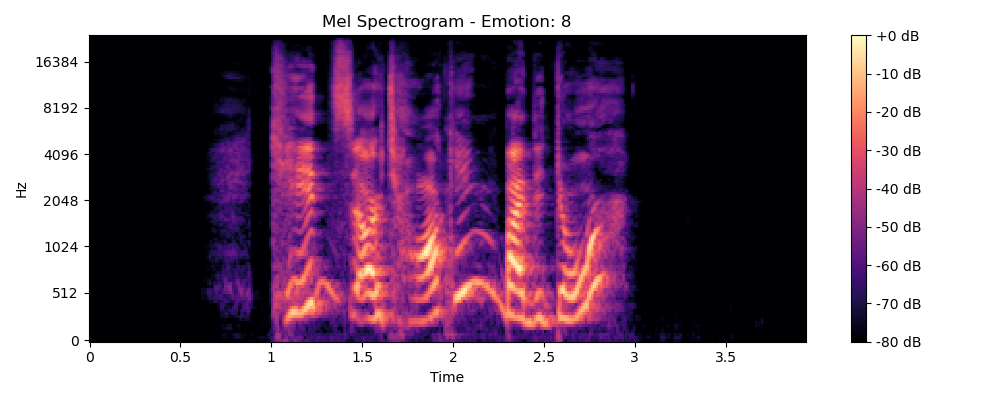 Mel Spectrogram - Emotion: 8
16384
8192
4096
2048
1024
512
0
Hz
0 0.5 1 1.5 2 2.5 3 3.5
Time
+0 dB
-10 dB
-20 dB
-30 dB
-40 dB
-50 dB
-60 dB
-70 dB
-80 dB